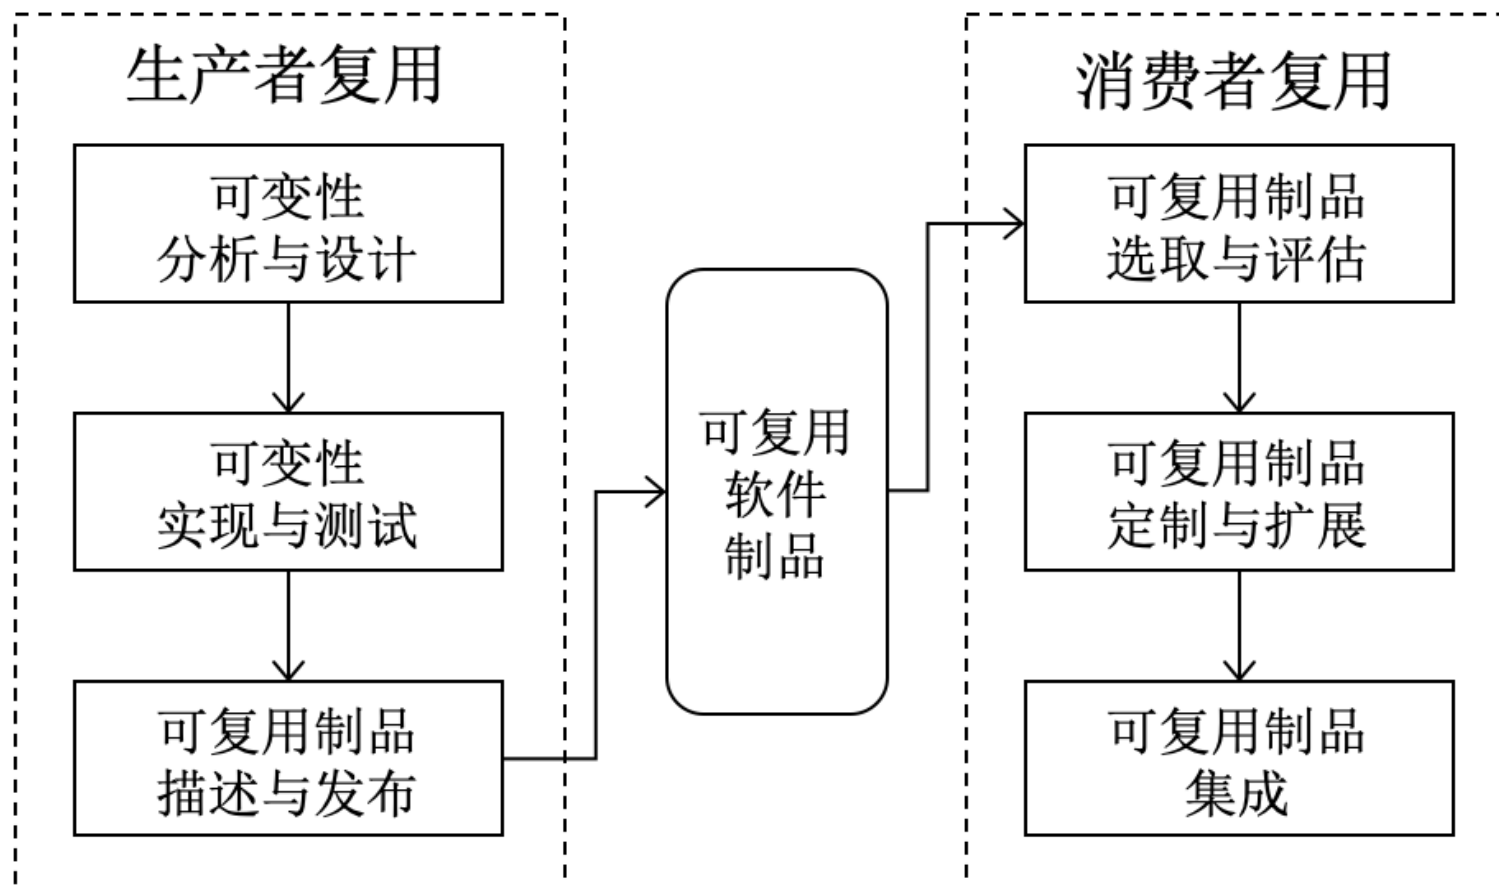 生产者复用
可变性
分析与设计
可变性
实现与测试
可复用制品
描述与发布
可复用
软件
制品
消费者复用
可复用制品
选取与评估
可复用制品
定制与扩展
可复用制品
集成